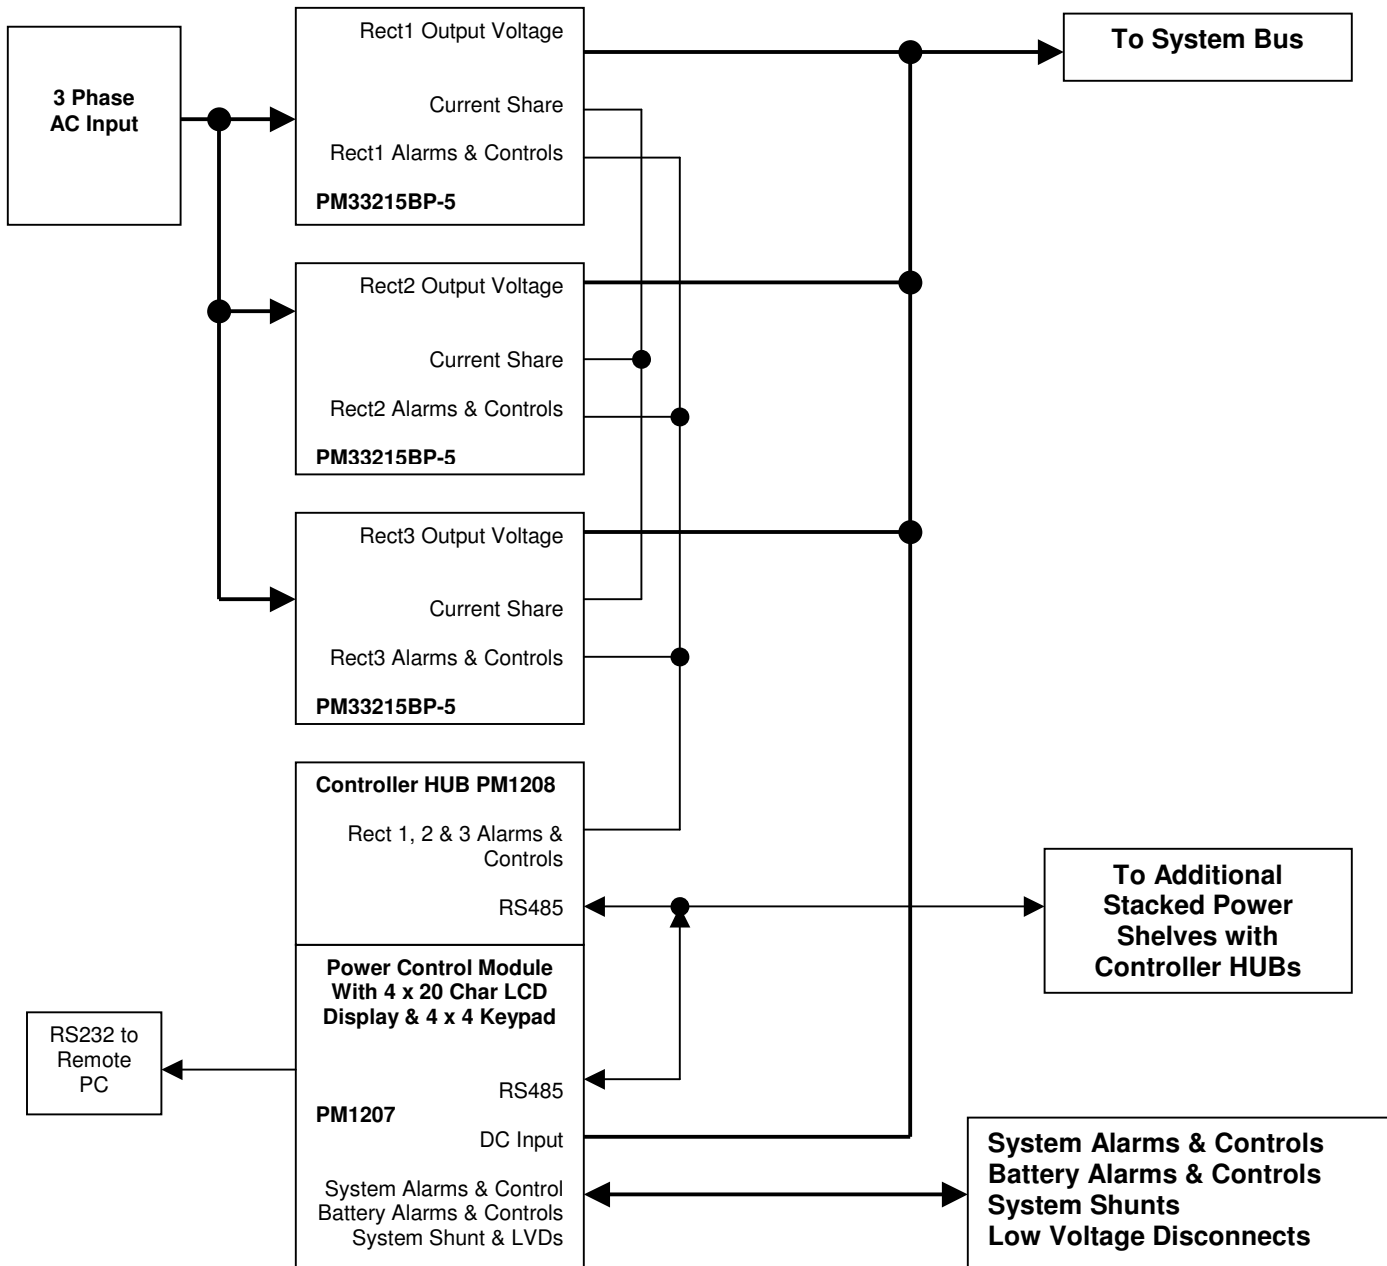 3 Phase
AC Input
Rect1 Output Voltage
Current Share
Rect1 Alarms & Controls
PM33215BP-5
To System Bus
Rect2 Output Voltage
Current Share
Rect2 Alarms & Controls
PM33215BP-5
Rect3 Output Voltage
Current Share
Rect3 Alarms & Controls
PM33215BP-5
Controller HUB PM1208
Rect 1, 2 & 3 Alarms &
Controls
RS485
To Additional
Stacked Power
Shelves with
Controller HUBs
Power Control Module
With 4 x 20 Char LCD
Display & 4 x 4 Keypad
RS485
PM1207
DC Input
System Alarms & Control
Battery Alarms & Controls
System Shunt & LVDs
RS232 to
Remote
PC
System Alarms & Controls
Battery Alarms & Controls
System Shunts
Low Voltage Disconnects